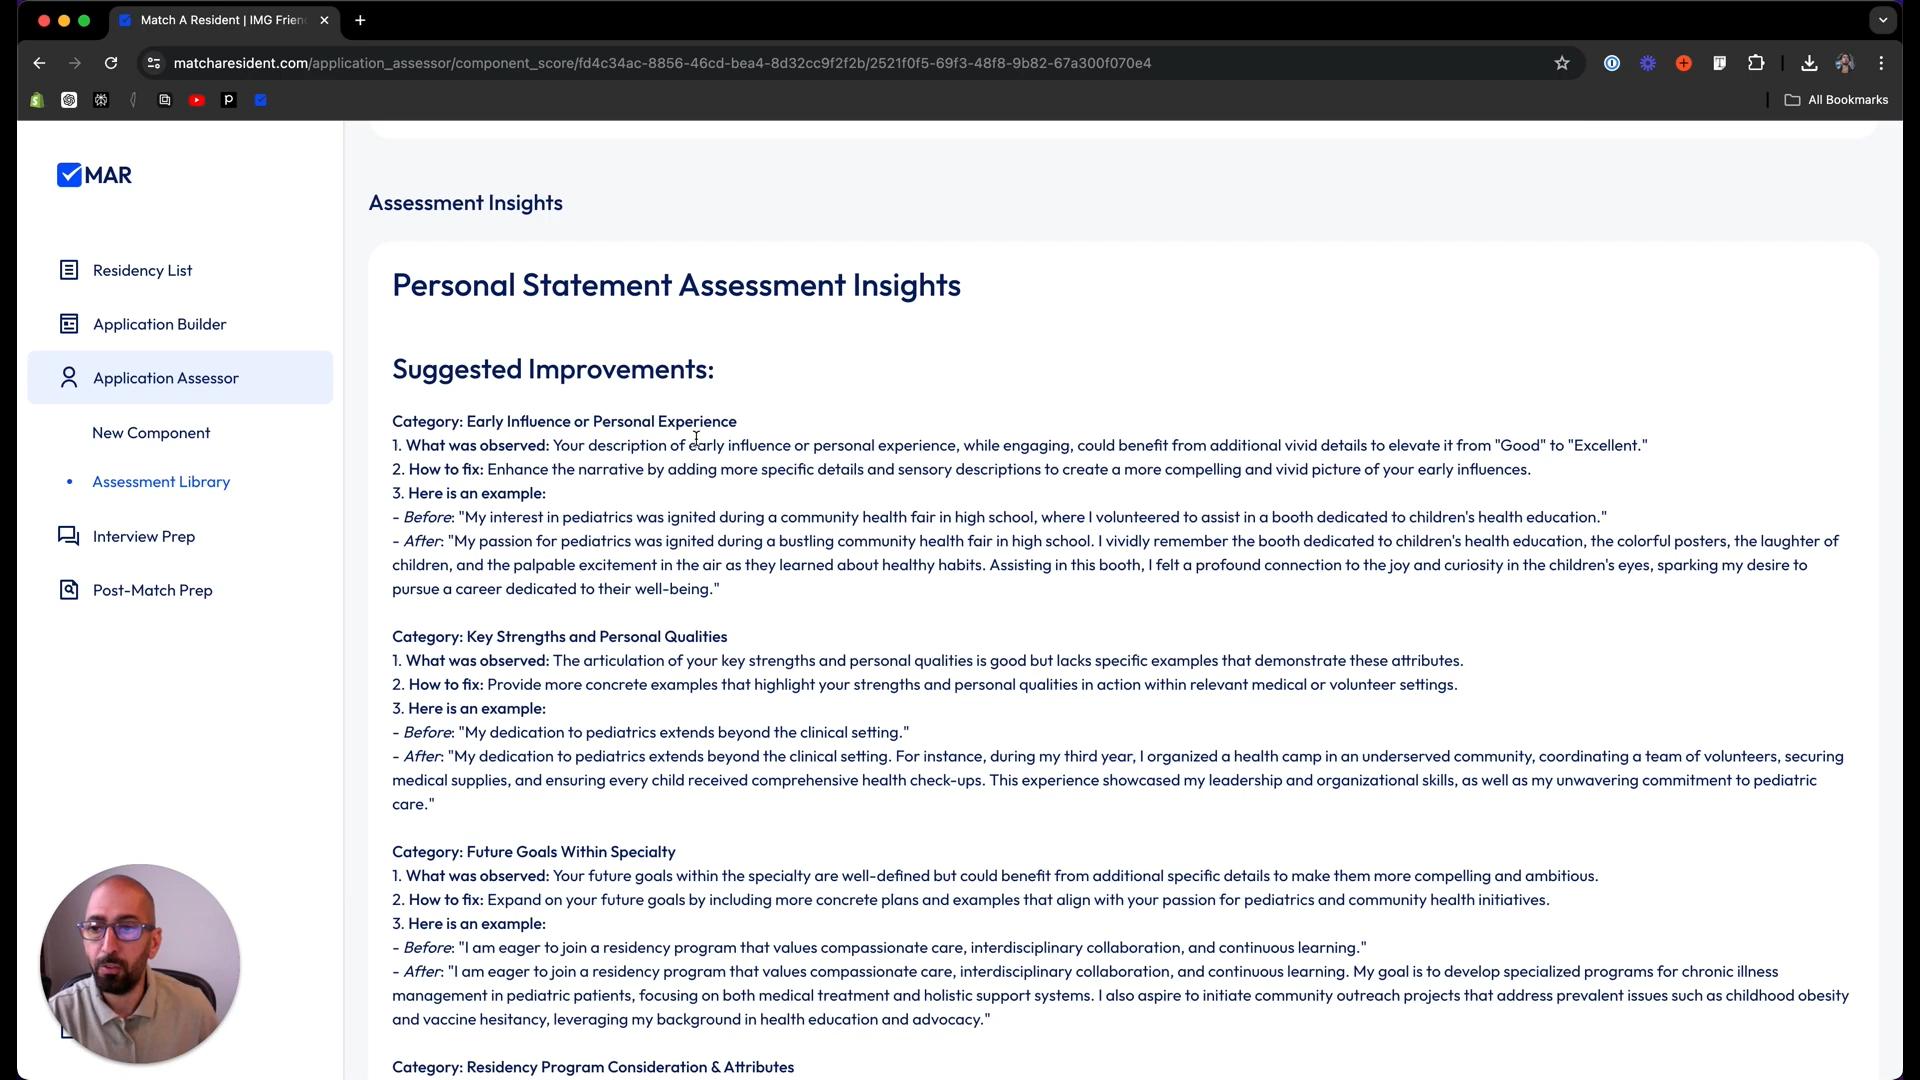 Match A Resident | IMG Frien
matcharesident.com/application_assessor/component_score/fd4c34ac-8856-46cd-bea4-8d32cc9f2f2b/2521f0f5-69f3-48f8-9b82-67a300f070e4
All Bookmarks
MAR
Residency List
Application Builder
Application Assessor
New Component
Assessment Library
Interview Prep
Post-Match Prep
Assessment Insights
Personal Statement Assessment Insights
Suggested Improvements:
Category: Early Influence or Personal Experience
1. What was observed: Your description of early influence or personal experience, while engaging, could benefit from additional vivid details to elevate it from "Good" to "Excellent."
2. How to fix: Enhance the narrative by adding more specific details and sensory descriptions to create a more compelling and vivid picture of your early influences.
3. Here is an example:
- Before: "My interest in pediatrics was ignited during a community health fair in high school, where I volunteered to assist in a booth dedicated to children's health education."
- After: "My passion for pediatrics was ignited during a bustling community health fair in high school. I vividly remember the booth dedicated to children's health education, the colorful posters, the laughter of
children, and the palpable excitement in the air as they learned about healthy habits. Assisting in this booth, I felt a profound connection to the joy and curiosity in the children's eyes, sparking my desire to
pursue a career dedicated to their well-being."
Category: Key Strengths and Personal Qualities
1. What was observed: The articulation of your key strengths and personal qualities is good but lacks specific examples that demonstrate these attributes.
2. How to fix: Provide more concrete examples that highlight your strengths and personal qualities in action within relevant medical or volunteer settings.
3. Here is an example:
- Before: "My dedication to pediatrics extends beyond the clinical setting."
- After: "My dedication to pediatrics extends beyond the clinical setting. For instance, during my third year, I organized a health camp in an underserved community, coordinating a team of volunteers, securing
medical supplies, and ensuring every child received comprehensive health check-ups. This experience showcased my leadership and organizational skills, as well as my unwavering commitment to pediatric
care."
Category: Future Goals Within Specialty
1. What was observed: Your future goals within the specialty are well-defined but could benefit from additional specific details to make them more compelling and ambitious.
2. How to fix: Expand on your future goals by including more concrete plans and examples that align with your passion for pediatrics and community health initiatives.
3. Here is an example:
- Before: "I am eager to join a residency program that values compassionate care, interdisciplinary collaboration, and continuous learning."
- After: "I am eager to join a residency program that values compassionate care, interdisciplinary collaboration, and continuous learning. My goal is to develop specialized programs for chronic illness
management in pediatric patients, focusing on both medical treatment and holistic support systems. I also aspire to initiate community outreach projects that address prevalent issues such as childhood obesity
and vaccine hesitancy, leveraging my background in health education and advocacy."
Category: Residency Program Consideration & Attributes